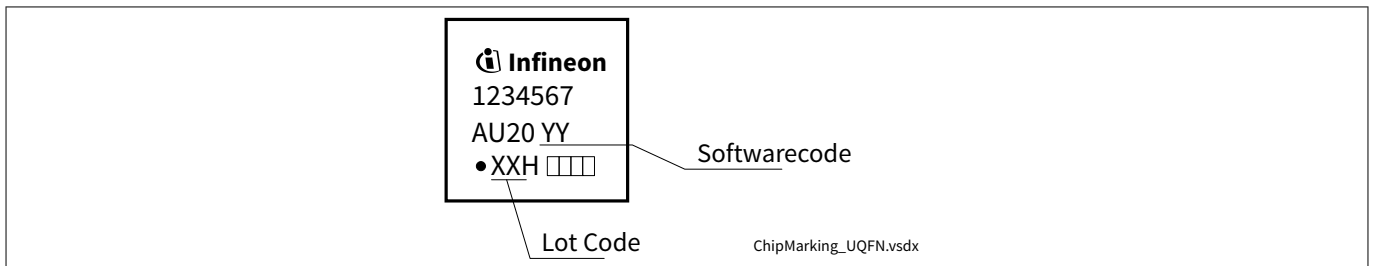 Infineon
1234567
AU20 YY
Softwarecode
•XXH
Lot Code
ChipMarking_UQFN.vsdx